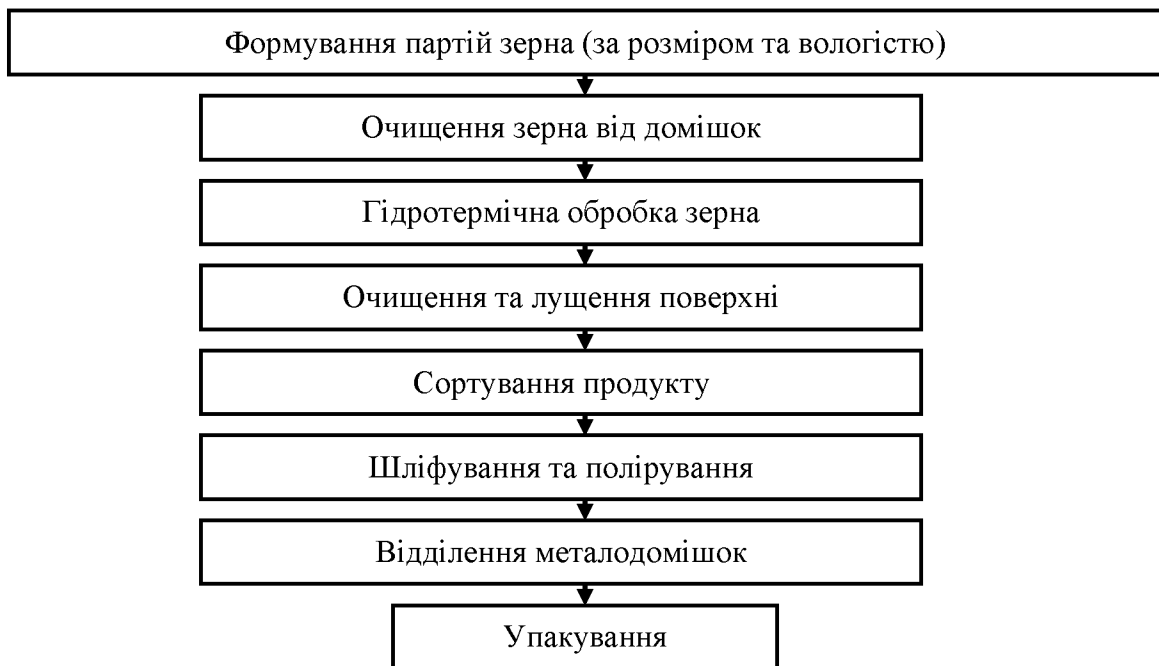 Формування партій зерна (за розміром та вологістю)
Очищення зерна від домішок
Гідротермічна обробка зерна
Очищення та лущення поверхні
Сортування продукту
Шліфування та полірування
Відділення металодомішок
Упакування